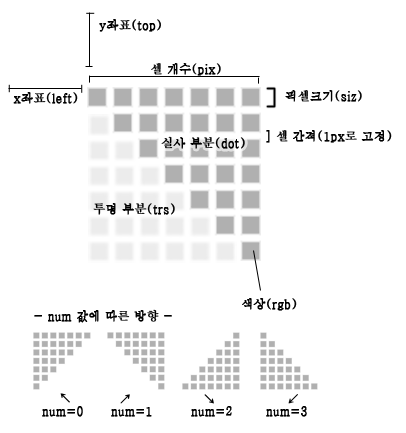 y좌표(top)
셀 개수(pix)
x좌표(left)
픽셀크기(siz)
실사 부분(dot)
셀 간격(1px로 고정)
투명 부분(trs)
색상(rgb)
- num 값에 따른 방향 -
num=0 num=1 num=2 num=3